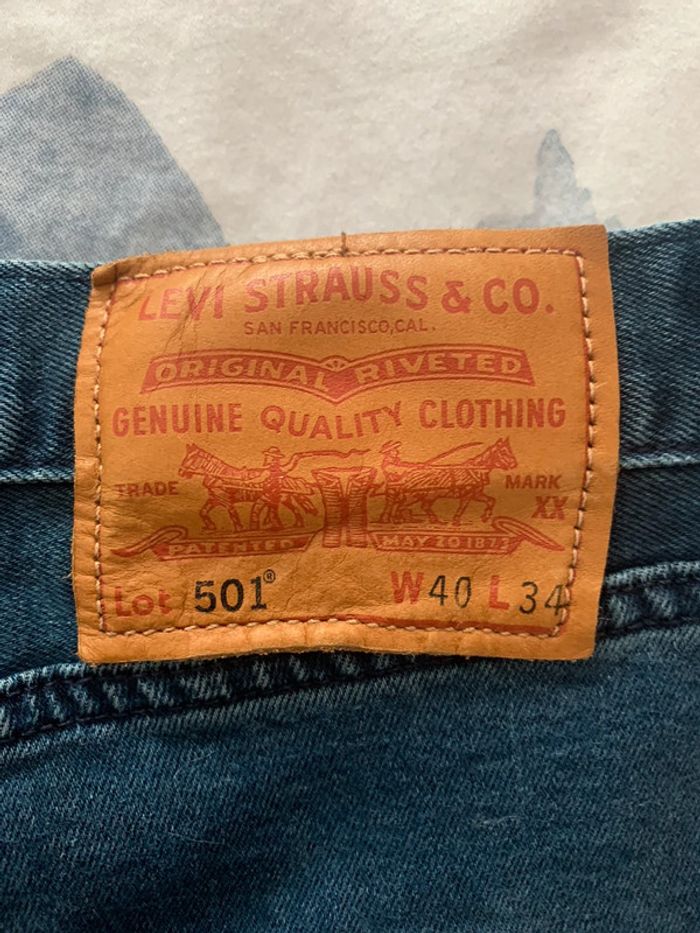 LEVI STRAUSS & CO.
SAN FRANCISCO, CAL.
ORIGINAL RIVETED
GENUINE QUALITY CLOTHING
TRADE MARK
XX
PATENTED MAY 20 1873
Lot 501® W40 L34